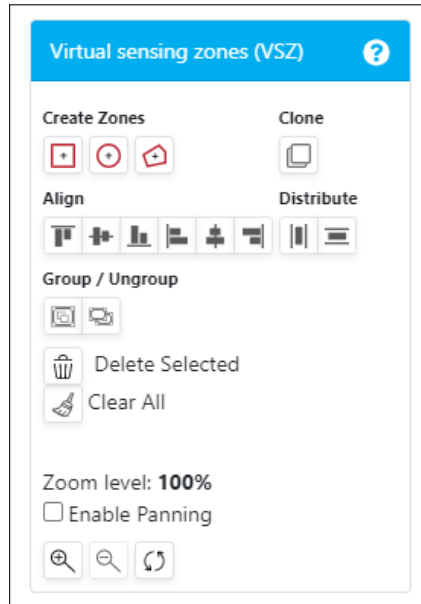 Virtual sensing zones (VSZ) ?
Create Zones Clone
Align Distribute
Group / Ungroup
Delete Selected
Clear All
Zoom level: 100%
Enable Panning